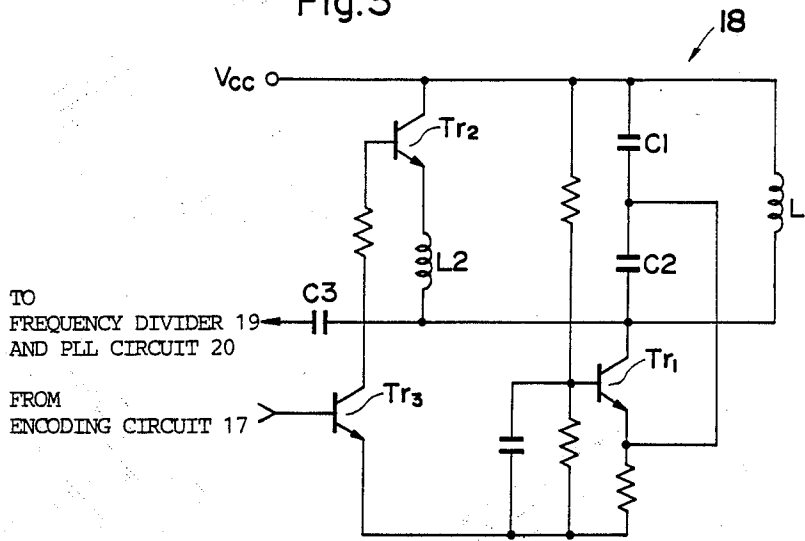 Fig.5
18
Vcc
Tr2
C1
L
C2
L2
C3
TO
FREQUENCY DIVIDER 19
AND PLL CIRCUIT 20
Tr1
FROM
ENCODING CIRCUIT 17
Tr3